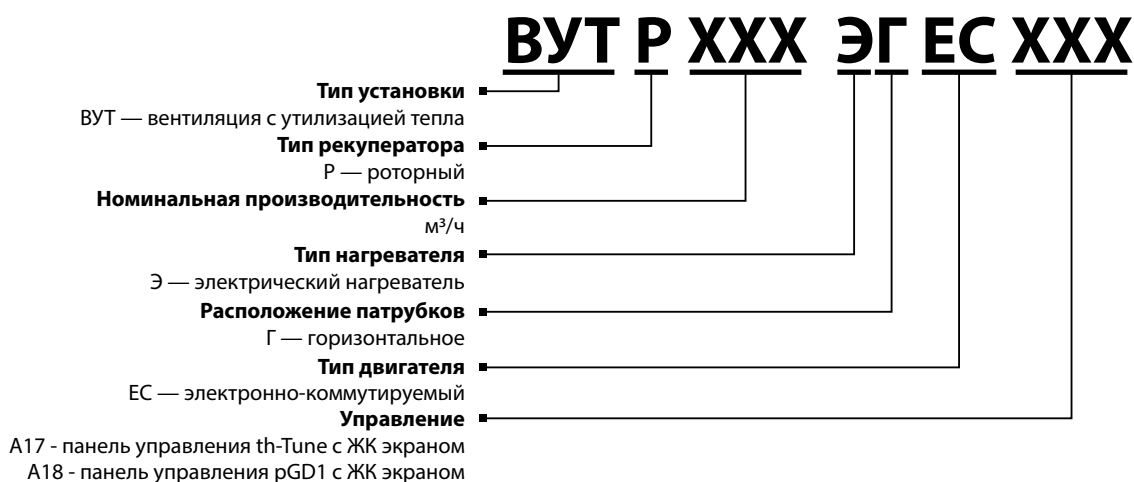 ВУТ Р ХХХ ЭГ ЕС ХХХ
Тип установки
ВУТ — вентиляция с утилизацией тепла
Тип рекуператора
Р — роторный
Номинальная производительность
м³/ч
Тип нагревателя
Э — электрический нагреватель
Расположение патрубков
Г — горизонтальное
Тип двигателя
ЕС — электронно-коммутируемый
Управление
А17 - панель управления th-Tune с ЖК экраном
А18 - панель управления pGD1 с ЖК экраном